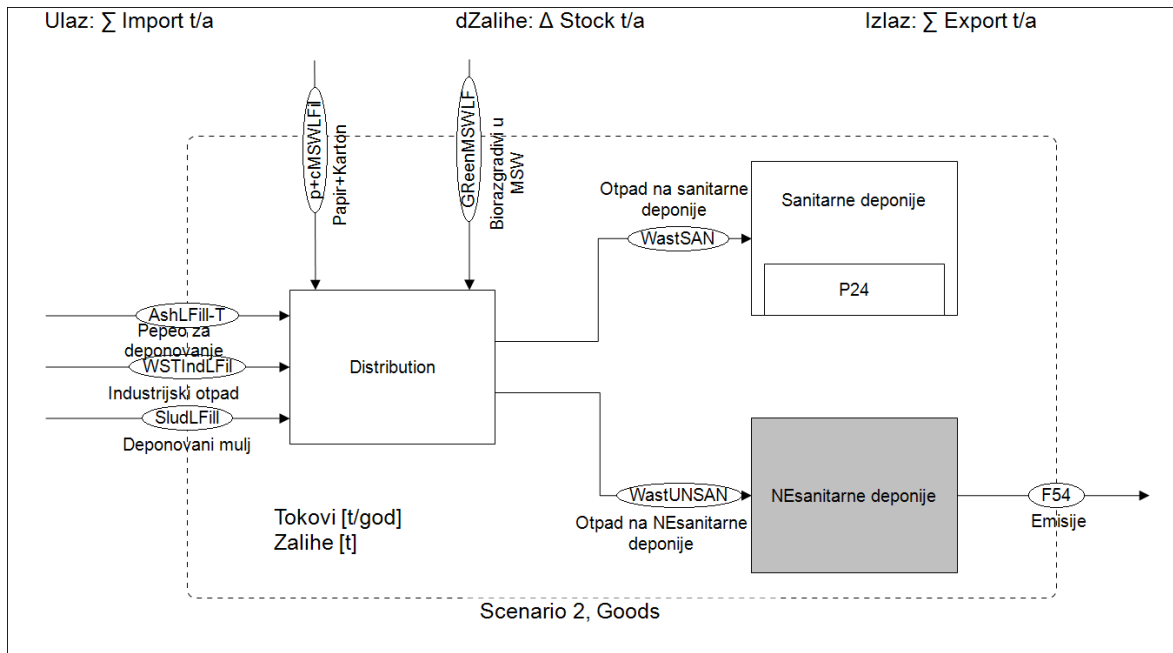 Ulaz: ∑ Import t/a
dZalihe: Δ Stock t/a
Izlaz: ∑ Export t/a
p+cMSWLFil
Papir+Karton
GReenMSWLF
Biorazgradivi u
MSW
Otpad na sanitarne
deponije
WastSAN
Sanitarne deponije
P24
AshLFill-T
Pepeo za
deponovanje
WSTIndLFil
Industrijski otpad
SludLFill
Deponovani mulj
Distribution
WastUNSAN
Otpad na NEsanitarne
deponije
NEsanitarne deponije
F54
Emisije
Tokovi [t/god]
Zalihe [t]
Scenario 2, Goods